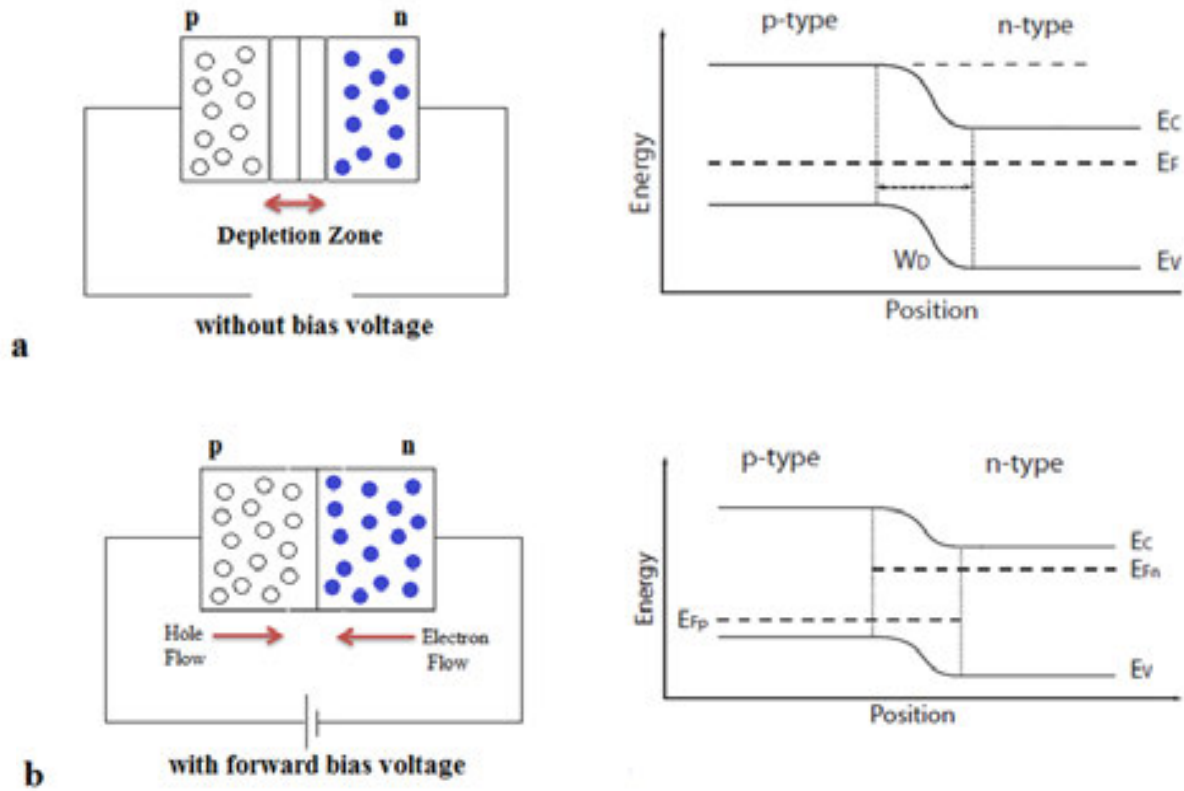 p n
Depletion Zone
without bias voltage
a
p-type n-type
Energy
EC
EF
WD
EV
Position
p n
Hole
Flow
Electron
Flow
with forward bias voltage
b
p-type n-type
Energy
EC
EFn
EFp
EV
Position